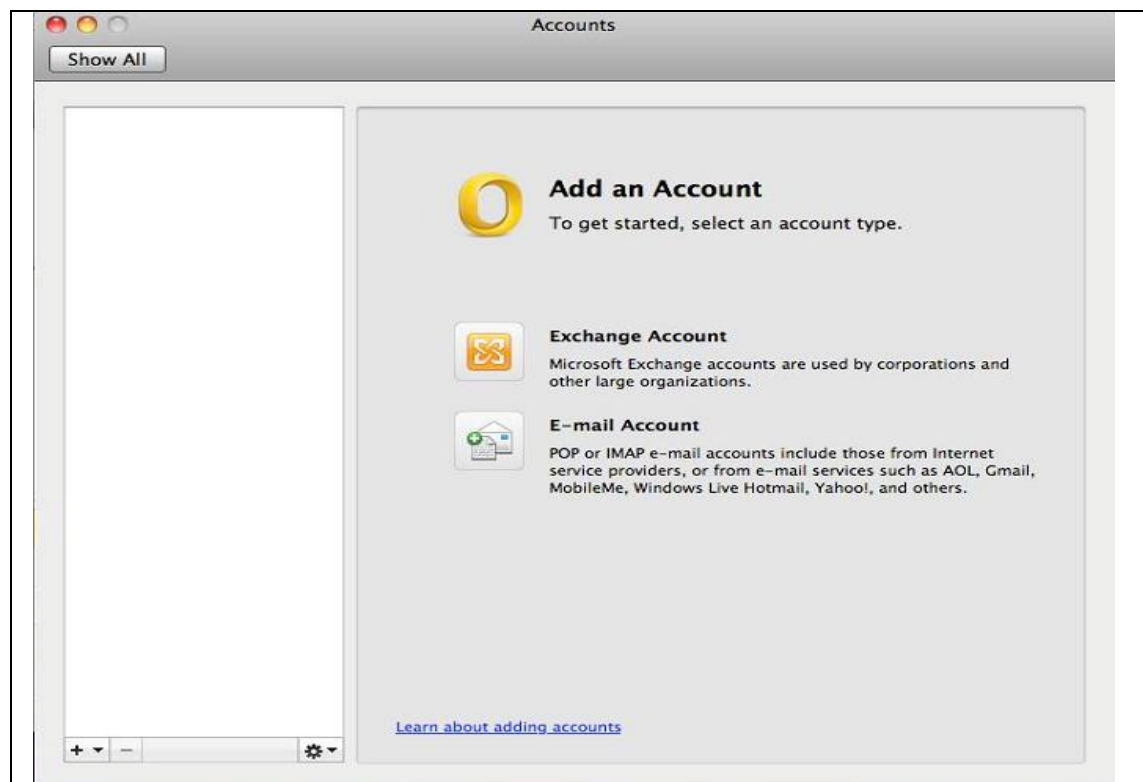 Accounts
Show All
Add an Account
To get started, select an account type.
Exchange Account
Microsoft Exchange accounts are used by corporations and
other large organizations.
E-mail Account
POP or IMAP e-mail accounts include those from Internet
service providers, or from e-mail services such as AOL, Gmail,
MobileMe, Windows Live Hotmail, Yahoo!, and others.
Learn about adding accounts